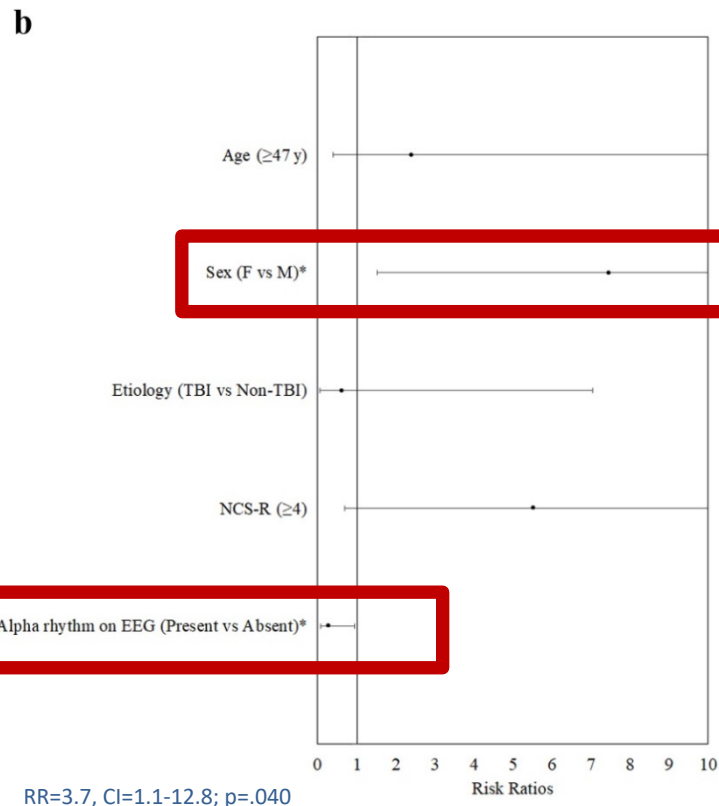 b
Age (≥47 y)
Sex (F vs M)*
Etiology (TBI vs Non-TBI)
NCS-R (≥4)
Alpha rhythm on EEG (Present vs Absent)*
0 1 2 3 4 5 6 7 8 9 10
Risk Ratios
RR=3.7, CI=1.1-12.8; p=.040